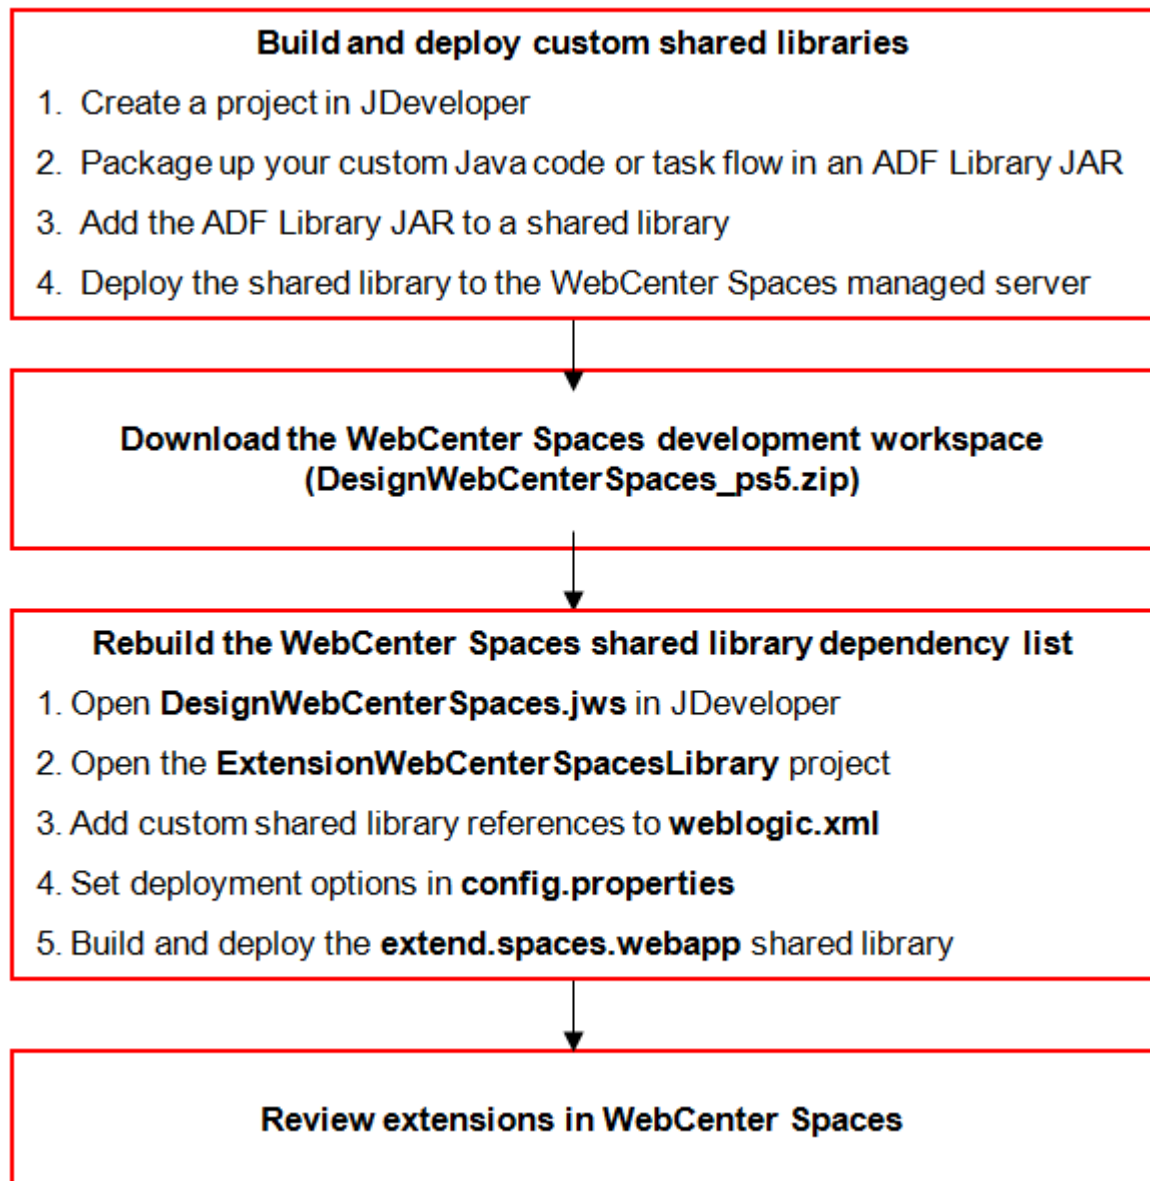 Build and deploy custom shared libraries
1. Create a project in JDeveloper
2. Package up your custom Java code or task flow in an ADF Library JAR
3. Add the ADF Library JAR to a shared library
4. Deploy the shared library to the WebCenter Spaces managed server
Download the WebCenter Spaces development workspace
(DesignWebCenterSpaces_ps5.zip)
Rebuild the WebCenter Spaces shared library dependency list
1. Open DesignWebCenterSpaces.jws in JDeveloper
2. Open the ExtensionWebCenterSpacesLibrary project
3. Add custom shared library references to weblogic.xml
4. Set deployment options in config.properties
5. Build and deploy the extend.spaces.webapp shared library
Review extensions in WebCenter Spaces